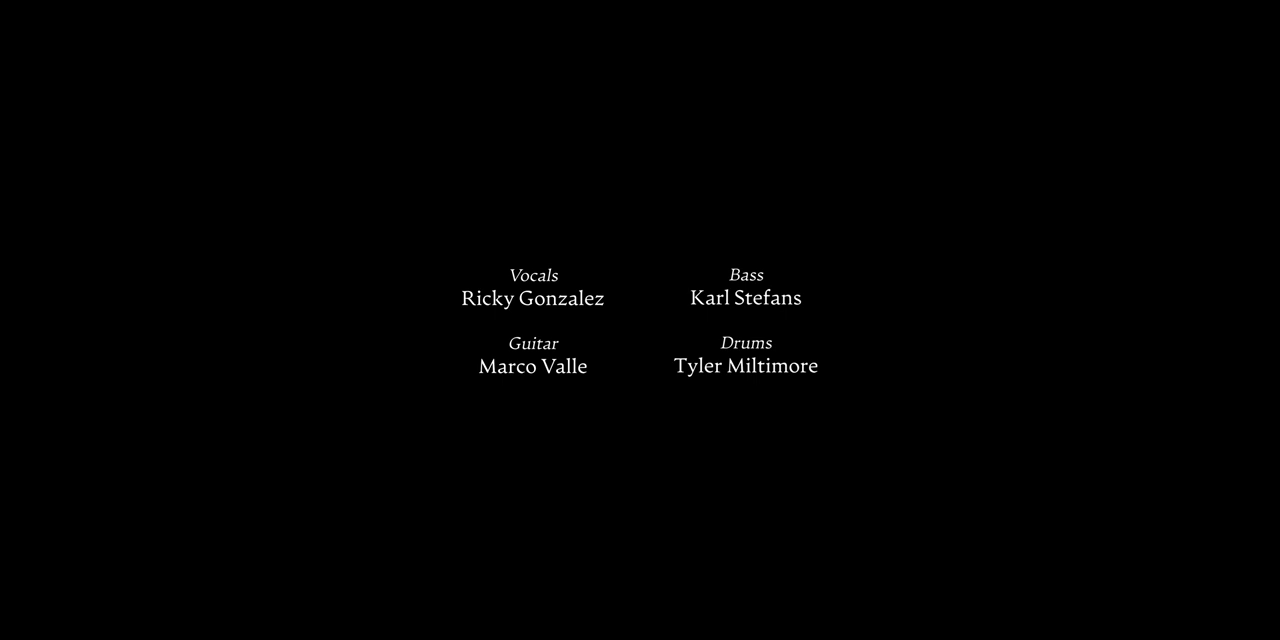 Vocals
Ricky Gonzalez
Guitar
Marco Valle
Bass
Karl Stefans
Drums
Tyler Miltimore